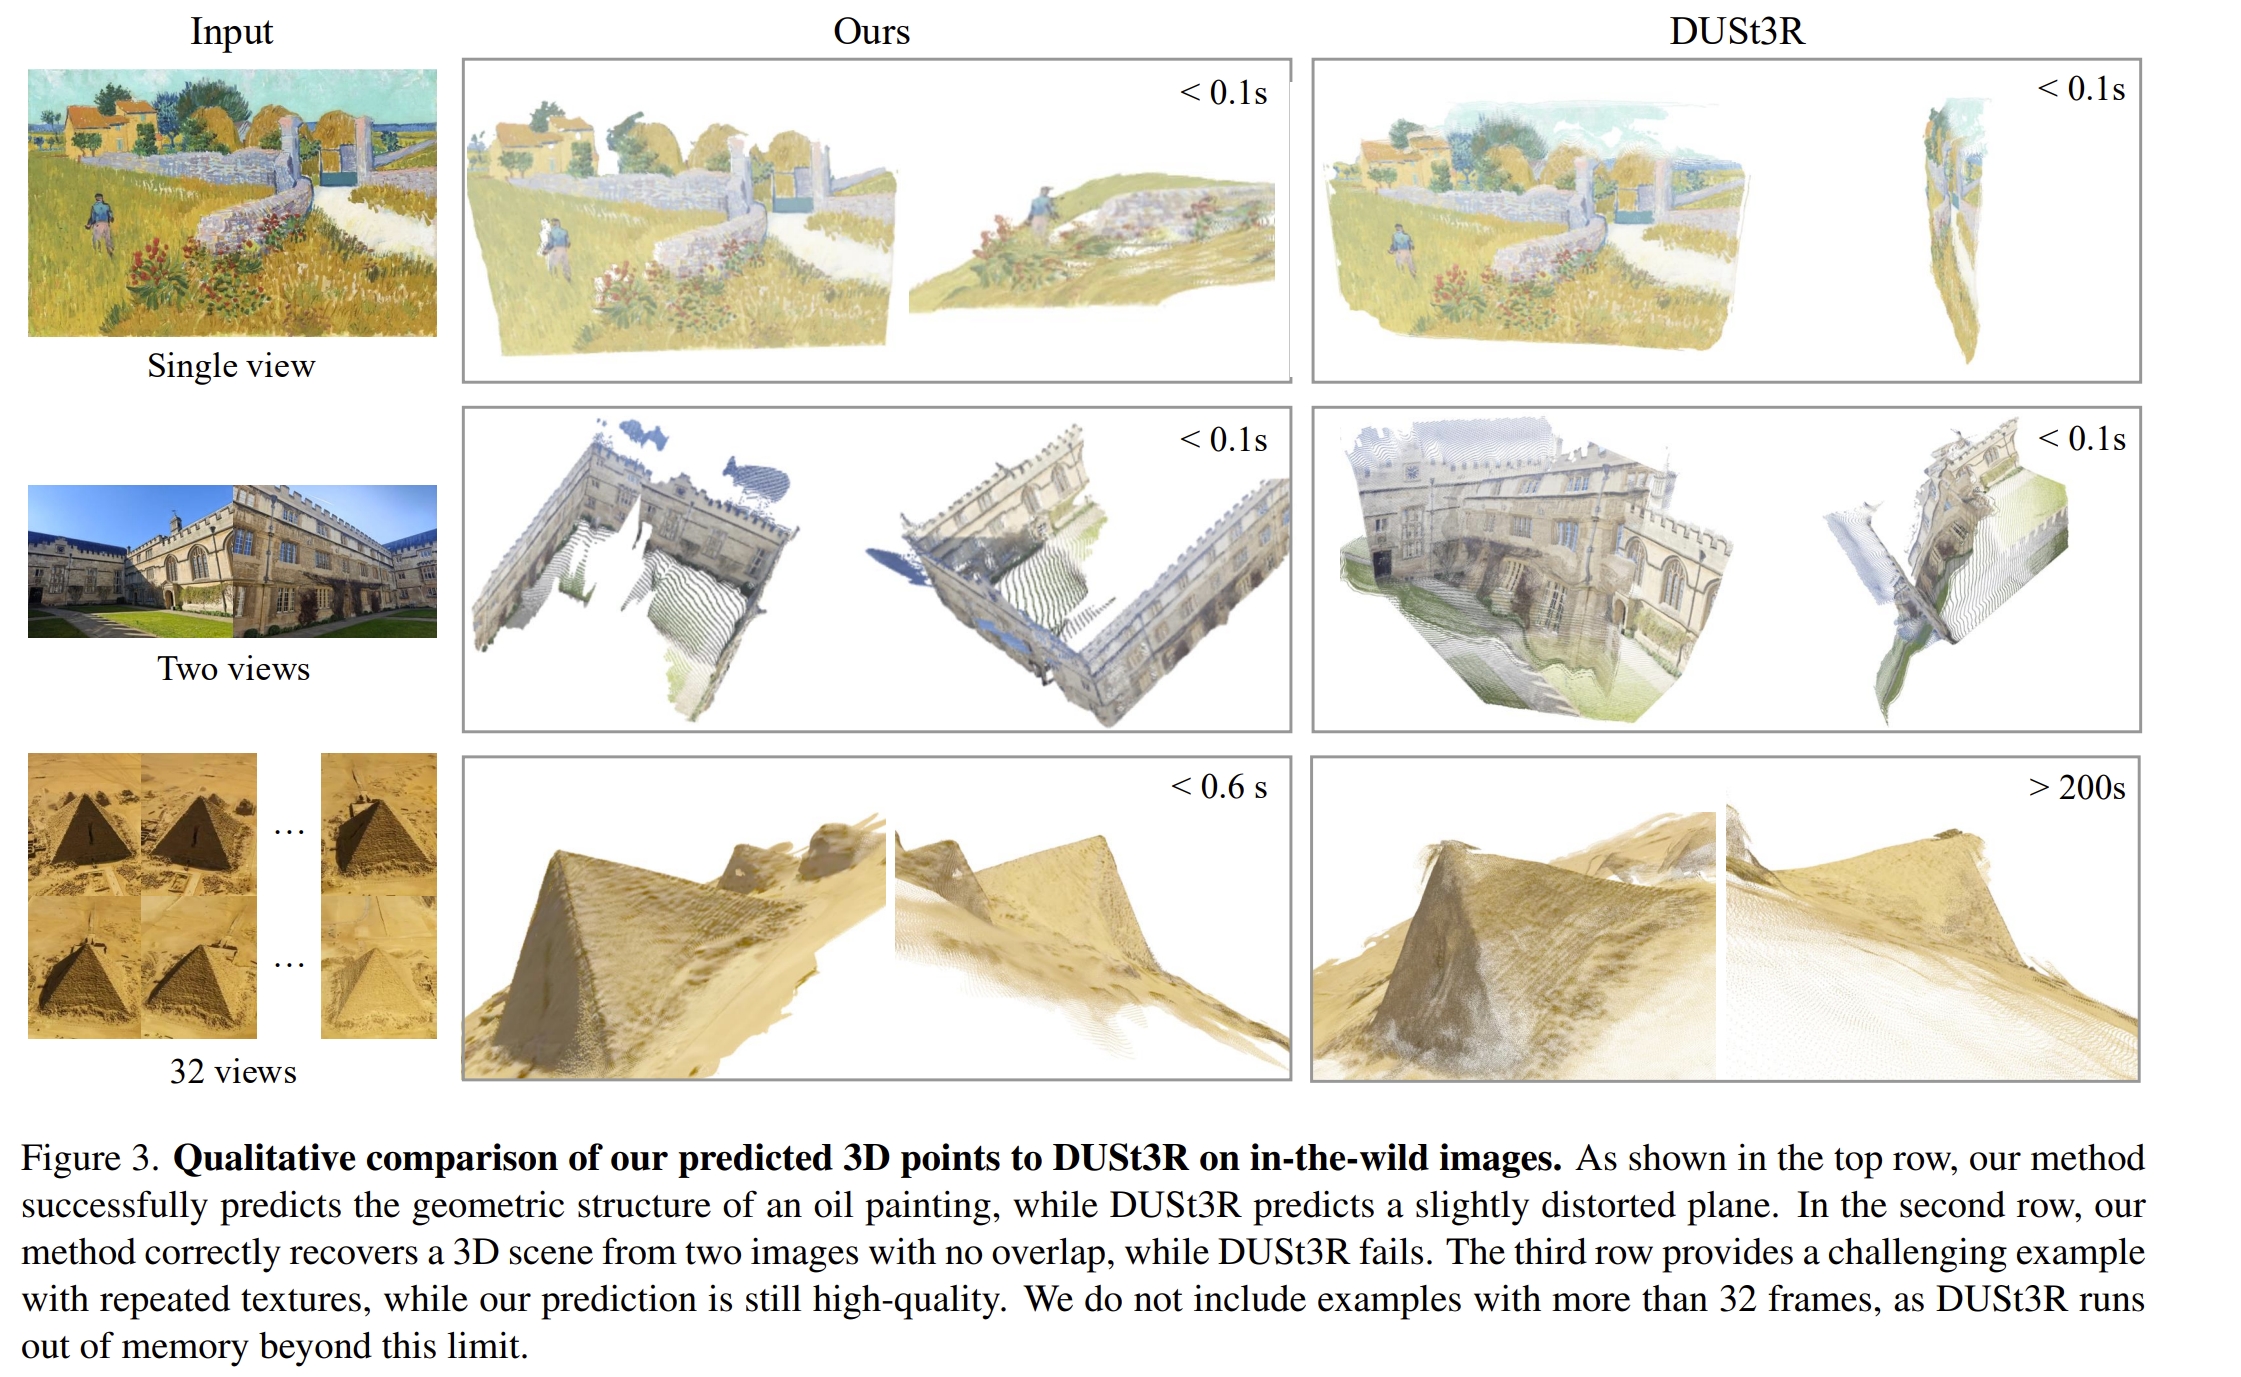 Input
Ours
DUSt3R
< 0.1s
< 0.1s
Single view
< 0.1s
< 0.1s
Two views
< 0.6 s
> 200s
...
...
32 views
Figure 3. Qualitative comparison of our predicted 3D points to DUSt3R on in-the-wild images. As shown in the top row, our method
successfully predicts the geometric structure of an oil painting, while DUSt3R predicts a slightly distorted plane. In the second row, our
method correctly recovers a 3D scene from two images with no overlap, while DUSt3R fails. The third row provides a challenging example
with repeated textures, while our prediction is still high-quality. We do not include examples with more than 32 frames, as DUSt3R runs
out of memory beyond this limit.